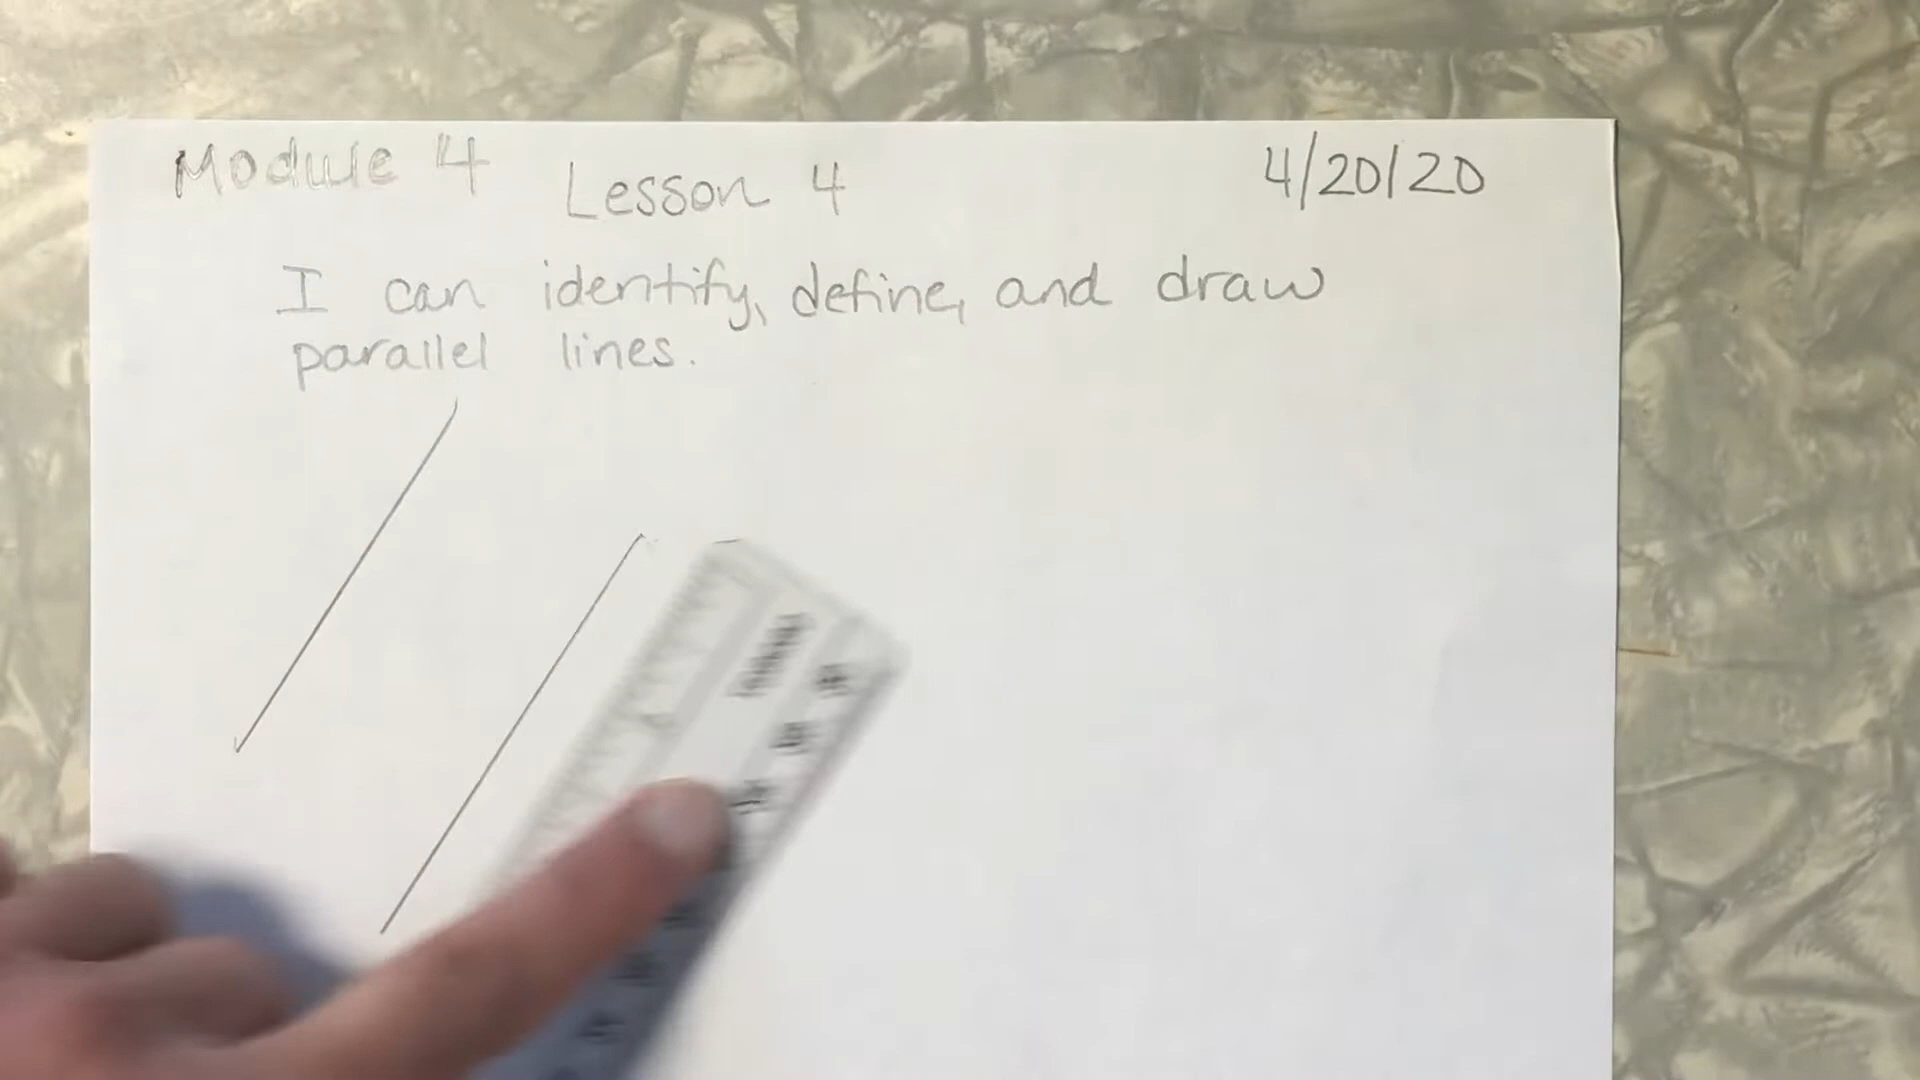 Module 4 Lesson 4 4/20/20
I can identify, define, and draw
parallel lines.